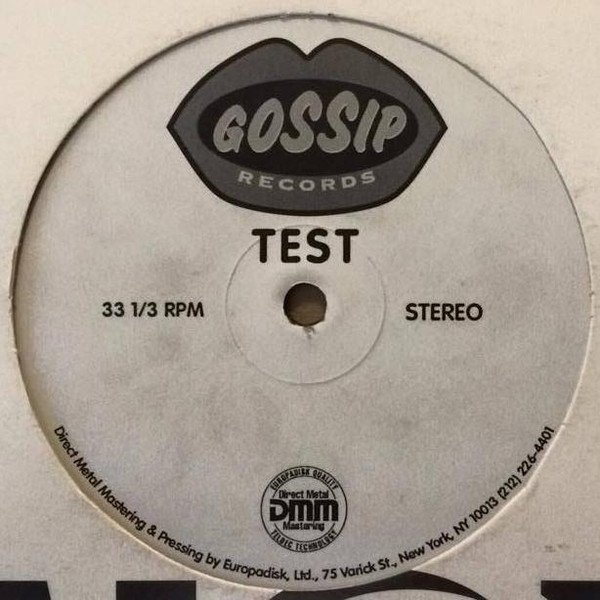 GOSSIP
RECORDS
TEST
33 1/3 RPM
STEREO
EUROPADISK QUALITY
Direct Metal
DMM
Mastering
TELDEC TECHNOLOGY
Direct Metal Mastering & Pressing by Europadisk, Ltd., 75 Varick St., New York, NY 10013 (212) 226-4401